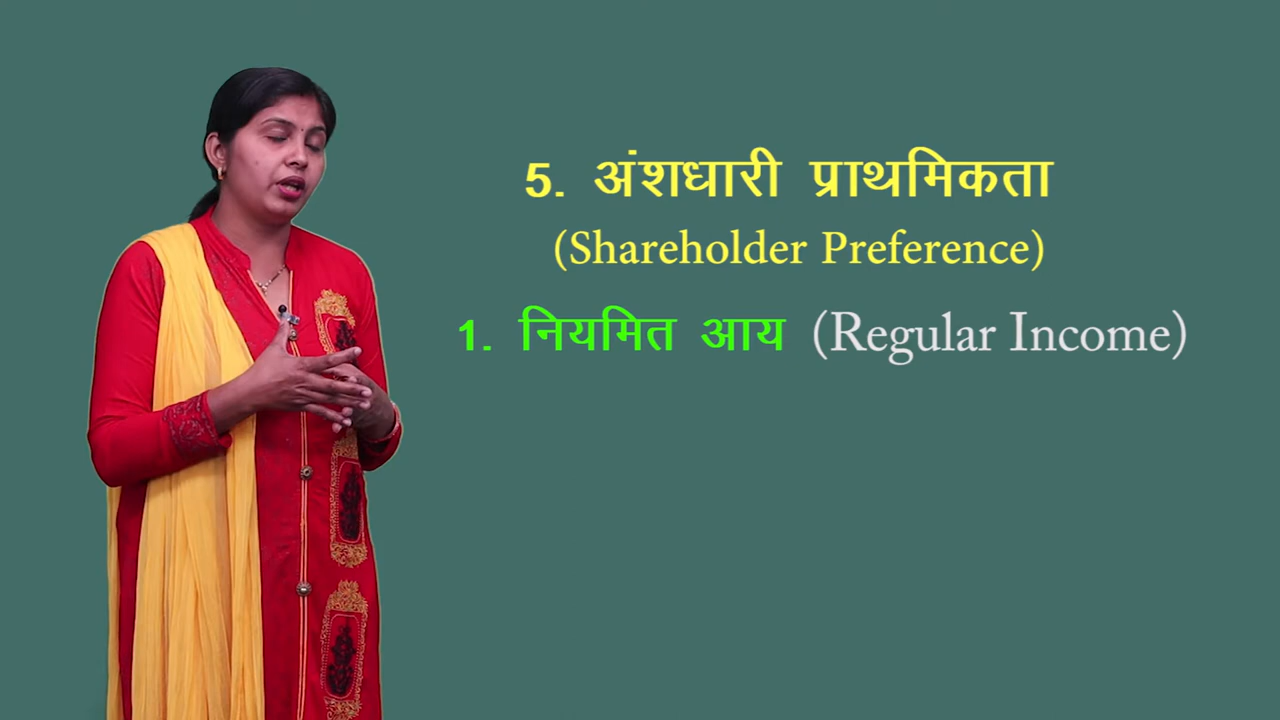 5. अंशधारी प्राथमिकता
(Shareholder Preference)
1. नियमित आय (Regular Income)